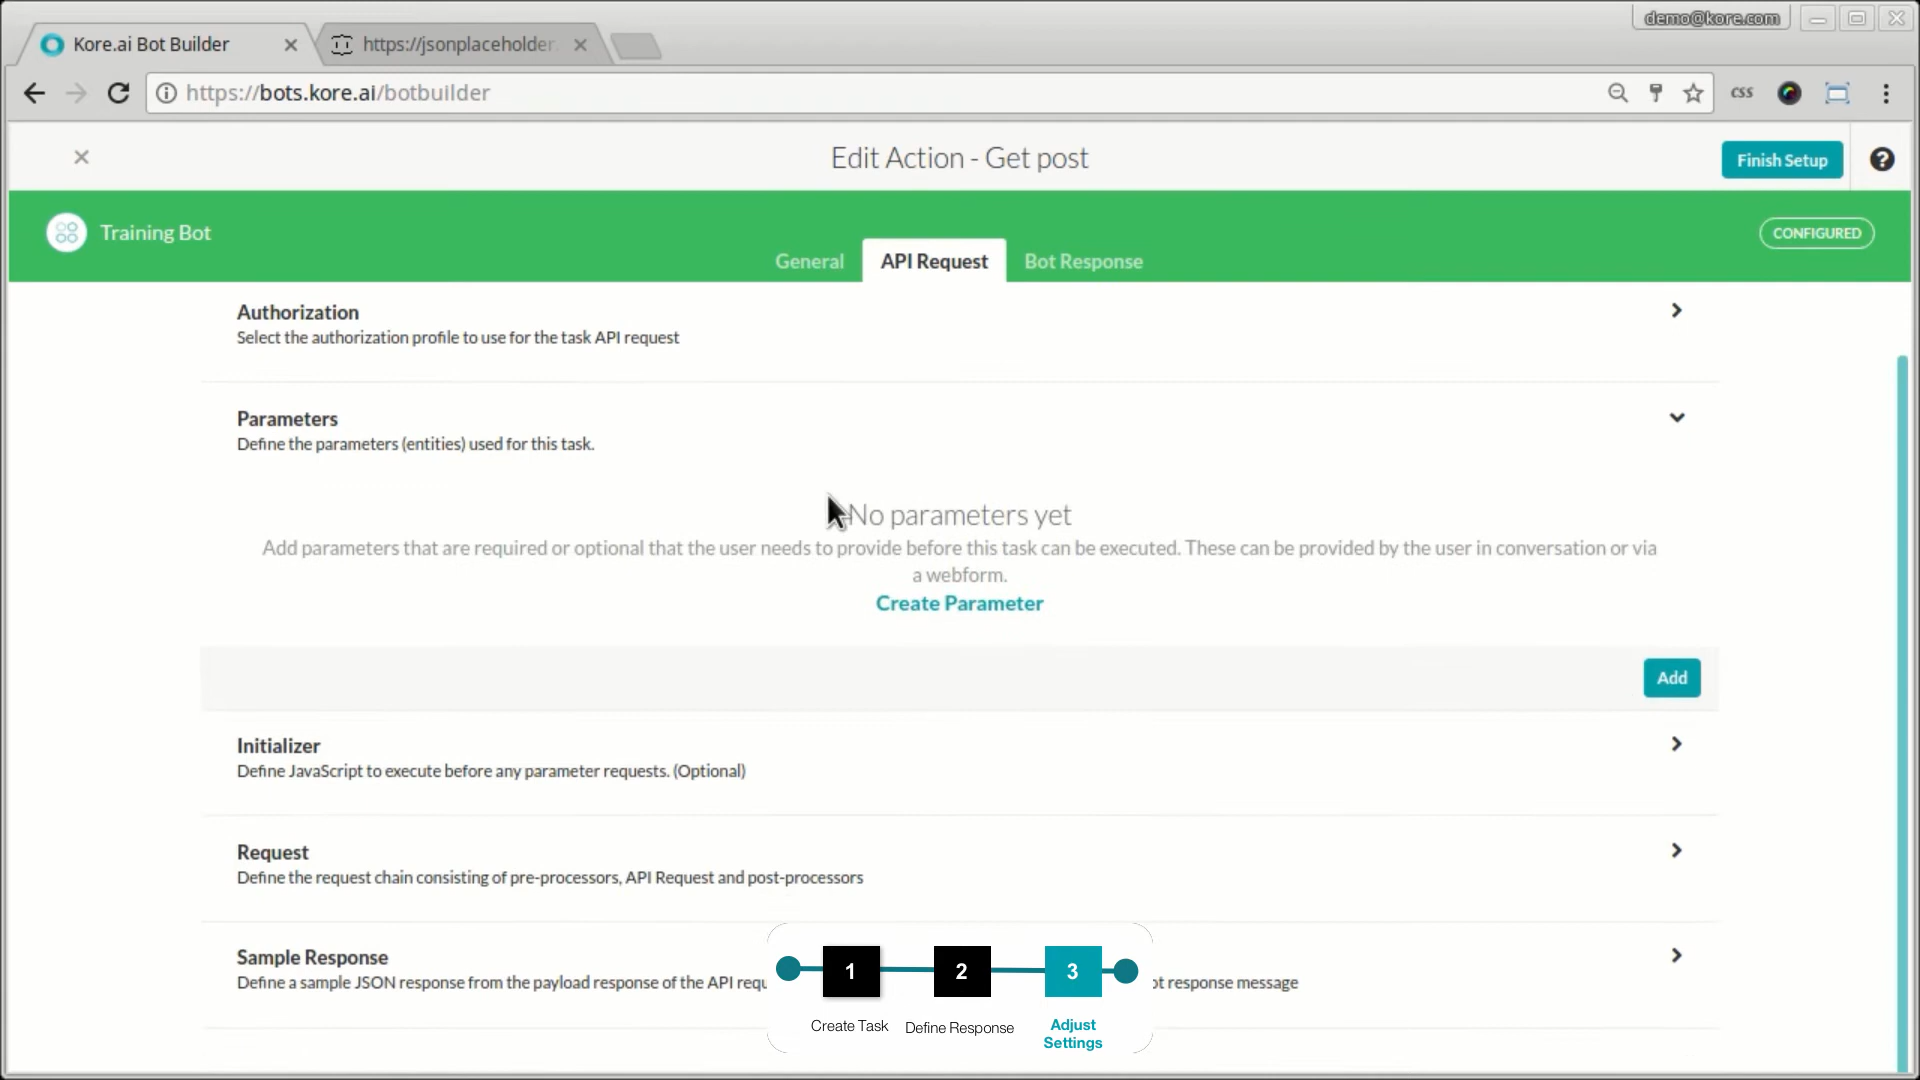 demo@kore.com
Kore.ai Bot Builder
https://jsonplaceholder.
https://bots.kore.ai/botbuilder
css
Edit Action - Get post
Finish Setup
?
Training Bot
CONFIGURED
General
API Request
Bot Response
Authorization
Select the authorization profile to use for the task API request
Parameters
Define the parameters (entities) used for this task.
No parameters yet
Add parameters that are required or optional that the user needs to provide before this task can be executed. These can be provided by the user in conversation or via
a webform.
Create Parameter
Add
Initializer
Define JavaScript to execute before any parameter requests. (Optional)
Request
Define the request chain consisting of pre-processors, API Request and post-processors
Sample Response
Define a sample JSON response from the payload response of the API requ
ot response message
1
2
3
Create Task
Define Response
Adjust
Settings